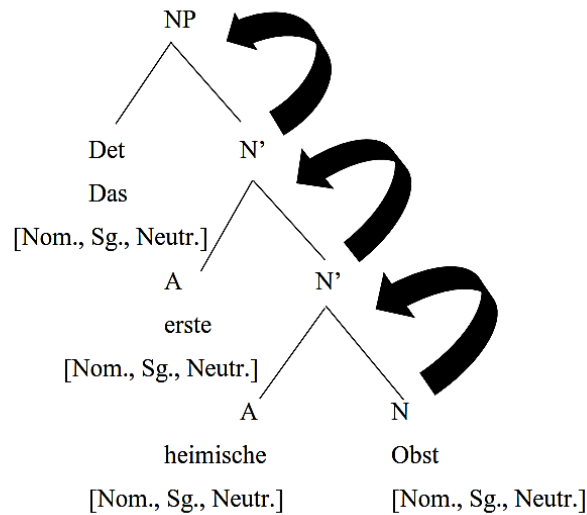 NP
Det N’
Das
[Nom., Sg., Neutr.]
A N’
erste
[Nom., Sg., Neutr.]
A N
heimische Obst
[Nom., Sg., Neutr.] [Nom., Sg., Neutr.]